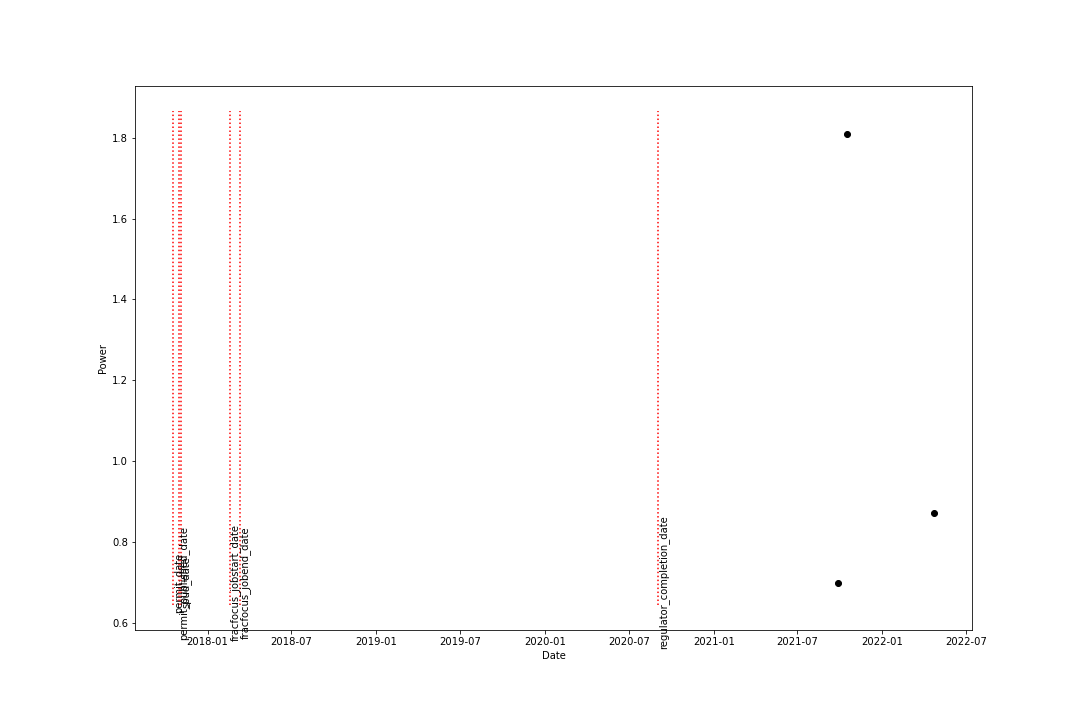 1.8
1.6
1.4
1.2
1.0
0.8
0.6
Power
permit_date
fracfocus_jobstart_date
fracfocus_jobend_date
regulator_completion_date
2018-01
2018-07
2019-01
2019-07
2020-01
2020-07
2021-01
2021-07
2022-01
2022-07
Date